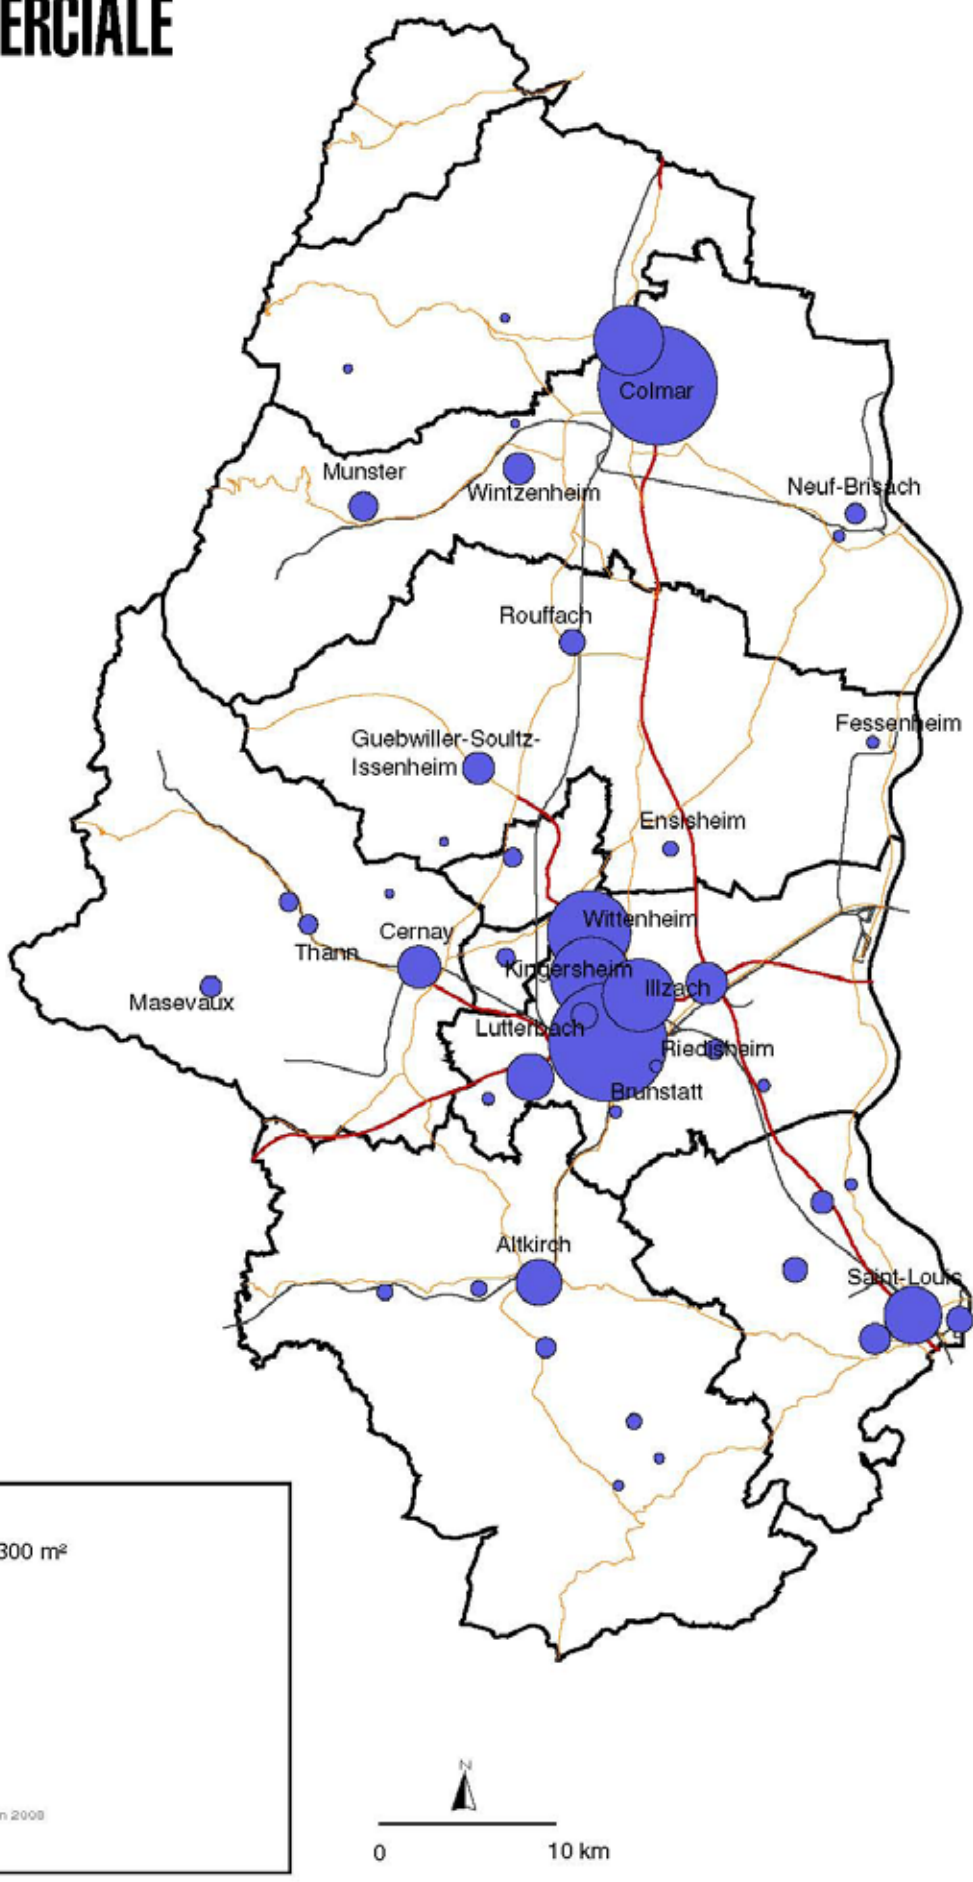 ERCIALE
Colmar
Munster
Wintzenheim
Neuf-Brisach
Rouffach
Fessenheim
Guebwiller-Soultz-
Issenheim
Ensisheim
Wittenheim
Cernay
Thann
Kingersheim
Illzach
Masevaux
Lutterbach
Riedisheim
Brunstatt
Altkirch
Saint-Louis
300 m²
n 2008
N
0 10 km